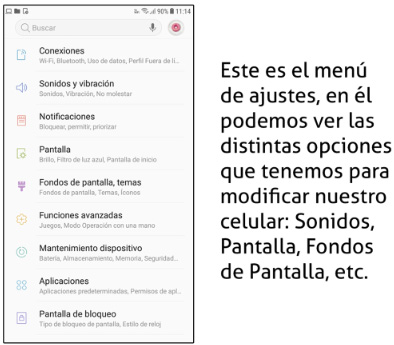 90% 11:14
Buscar
Conexiones
Wi-Fi, Bluetooth, Uso de datos, Perfil Fuera de lí...
Sonidos y vibración
Sonidos, Vibración, No molestar
Notificaciones
Bloquear, permitir, priorizar
Pantalla
Brillo, Filtro de luz azul, Pantalla de inicio
Fondos de pantalla, temas
Fondos de pantalla, Temas, Íconos
Funciones avanzadas
Juegos, Modo Operación con una mano
Mantenimiento dispositivo
Batería, Almacenamiento, Memoria, Seguridad...
Aplicaciones
Aplicaciones predeterminadas, Permisos de apl...
Pantalla de bloqueo
Tipo de bloqueo de pantalla, Estilo de reloj
Este es el menú
de ajustes, en él
podemos ver las
distintas opciones
que tenemos para
modificar nuestro
celular: Sonidos,
Pantalla, Fondos
de Pantalla, etc.